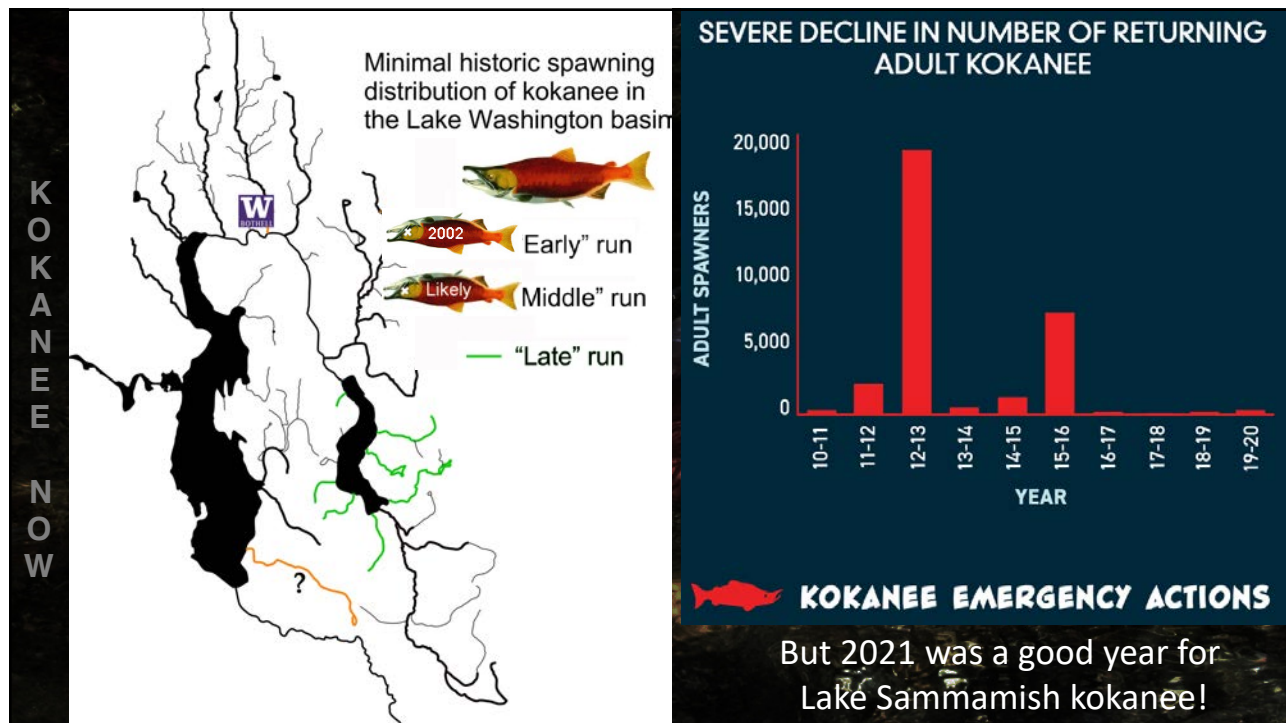 KOKANEE NOW
Minimal historic spawning
distribution of kokanee in
the Lake Washington basin
W
BOTHELL
2002
Early” run
Likely
Middle” run
“Late” run
?
SEVERE DECLINE IN NUMBER OF RETURNING
ADULT KOKANEE
ADULT SPAWNERS
20,000
15,000
10,000
5,000
0
10-11
11-12
12-13
13-14
14-15
15-16
16-17
17-18
18-19
19-20
YEAR
KOKANEE EMERGENCY ACTIONS
But 2021 was a good year for
Lake Sammamish kokanee!